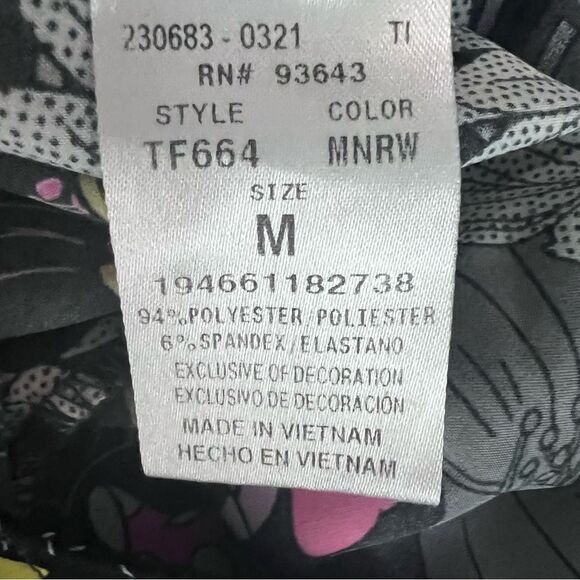 230683 - 0321 TI
RN# 93643
STYLE COLOR
TF664 MNRW
SIZE
M
194661182738
94%POLYESTER/POLIESTER
6%SPANDEX/ELASTANO
EXCLUSIVE OF DECORATION
EXCLUSIVO DE DECORACIÓN
MADE IN VIETNAM
HECHO EN VIETNAM